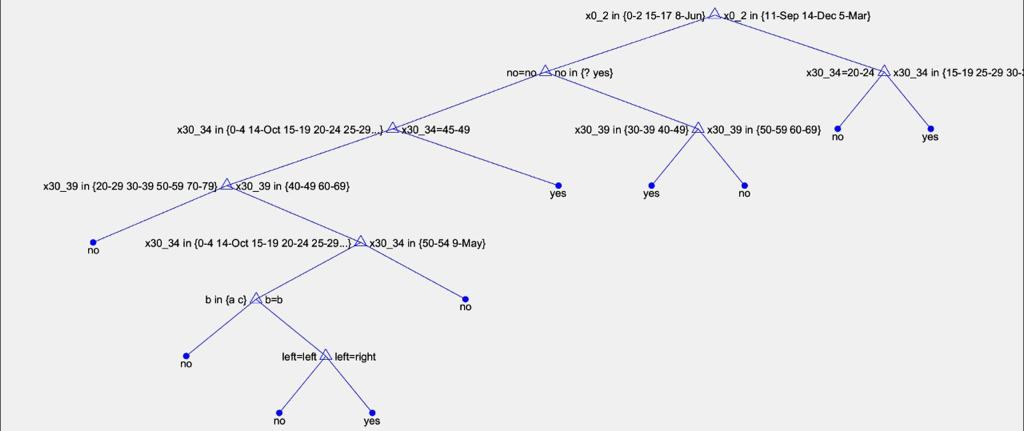 x0_2 in {0-2 15-17 8-Jun} x0_2 in {11-Sep 14-Dec 5-Mar}
no=no no in {? yes} x30_34=20-24 x30_34 in {15-19 25-29 30-3
x30_34 in {0-4 14-Oct 15-19 20-24 25-29...} x30_34=45-49 x30_39 in {30-39 40-49} x30_39 in {50-59 60-69} no yes
x30_39 in {20-29 30-39 50-59 70-79} x30_39 in {40-49 60-69} yes yes no
no x30_34 in {0-4 14-Oct 15-19 20-24 25-29...} x30_34 in {50-54 9-May}
b in {a c} b=b no
no left=left left=right
no yes